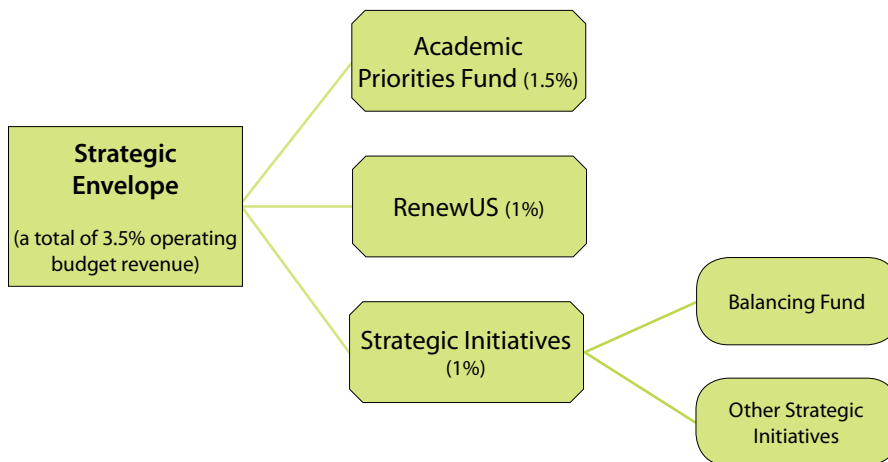 Academic
Priorities Fund (1.5%)
Strategic
Envelope
(a total of 3.5% operating
budget revenue)
RenewUS (1%)
Strategic Initiatives
(1%)
Balancing Fund
Other Strategic
Initiatives